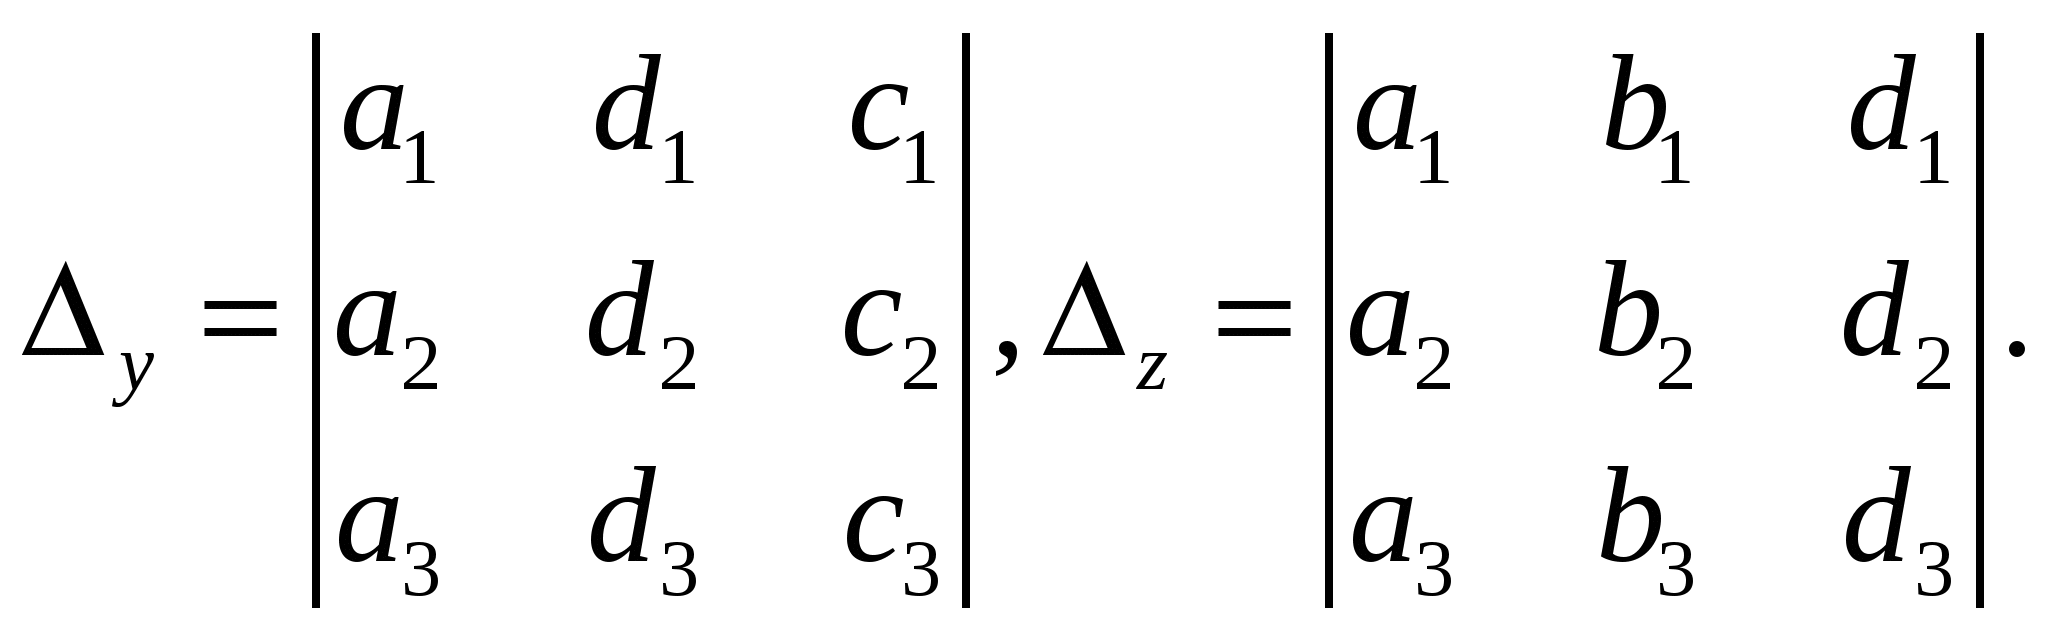 Δ_y = | a_1 d_1 c_1 | , Δ_z = | a_1 b_1 d_1 | .
| a_2 d_2 c_2 | | a_2 b_2 d_2 |
| a_3 d_3 c_3 | | a_3 b_3 d_3 |